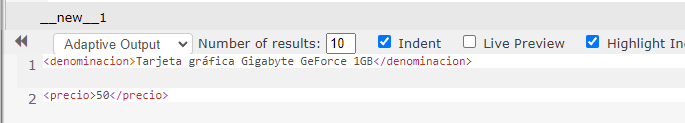 __new__1
Adaptive Output Number of results: 10 Indent Live Preview Highlight In
1 <denominacion>Tarjeta gráfica Gigabyte GeForce 1GB</denominacion>
2 <precio>50</precio>